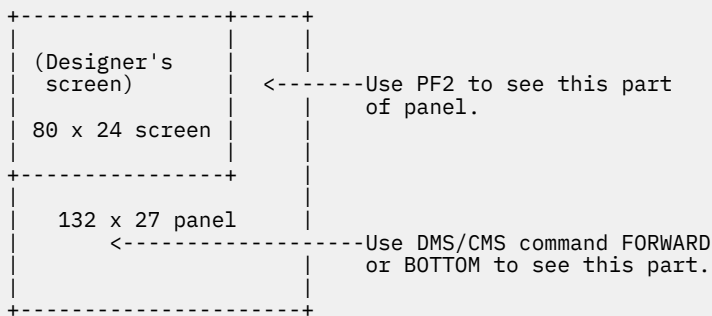 (Designer's
screen)
<-------Use PF2 to see this part
of panel.
80 x 24 screen
132 x 27 panel
<-------------------Use DMS/CMS command FORWARD
or BOTTOM to see this part.